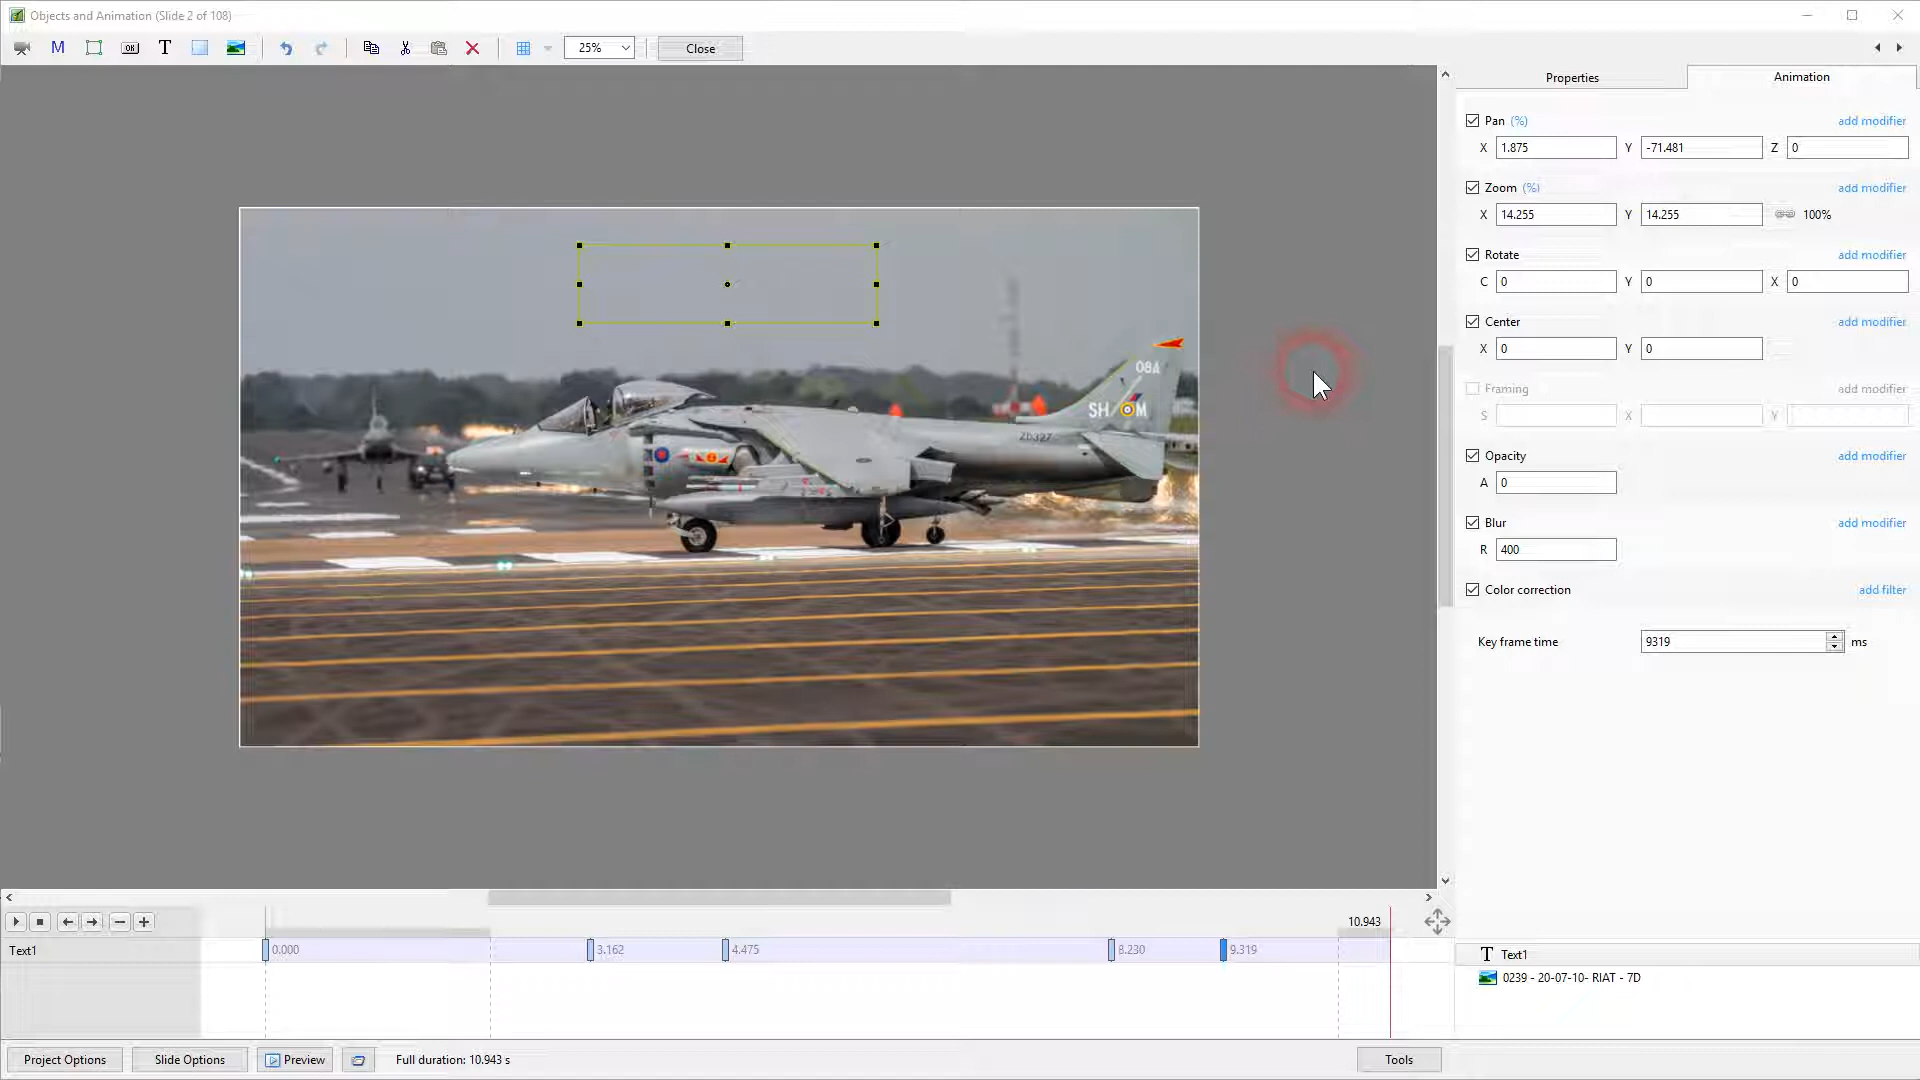 Objects and Animation (Slide 2 of 108)
M OK T 25% Close
Properties Animation
Pan (%) add modifier
X 1.875 Y -71.481 Z 0
Zoom (%) add modifier
X 14.255 Y 14.255 100%
Rotate add modifier
C 0 Y 0 X 0
Center add modifier
X 0 Y 0
Framing add modifier
S X Y
Opacity add modifier
A 0
Blur add modifier
R 400
Color correction add filter
Key frame time 9319 ms
08A
SH M
ZD327
10.943
Text1 0.000 3.162 4.475 8.230 9.319
T Text1
0239 - 20-07-10- RIAT - 7D
Project Options Slide Options Preview Full duration: 10.943 s Tools